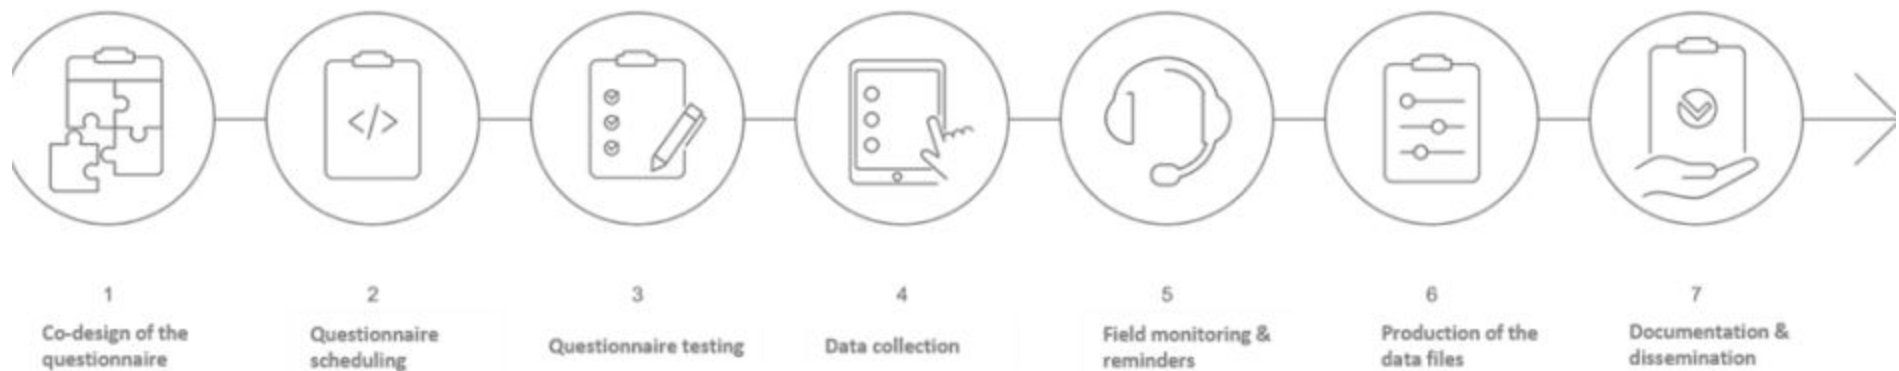 1
Co-design of the
questionnaire
2
Questionnaire
scheduling
3
Questionnaire testing
4
Data collection
5
Field monitoring &
reminders
6
Production of the
data files
7
Documentation &
dissemination